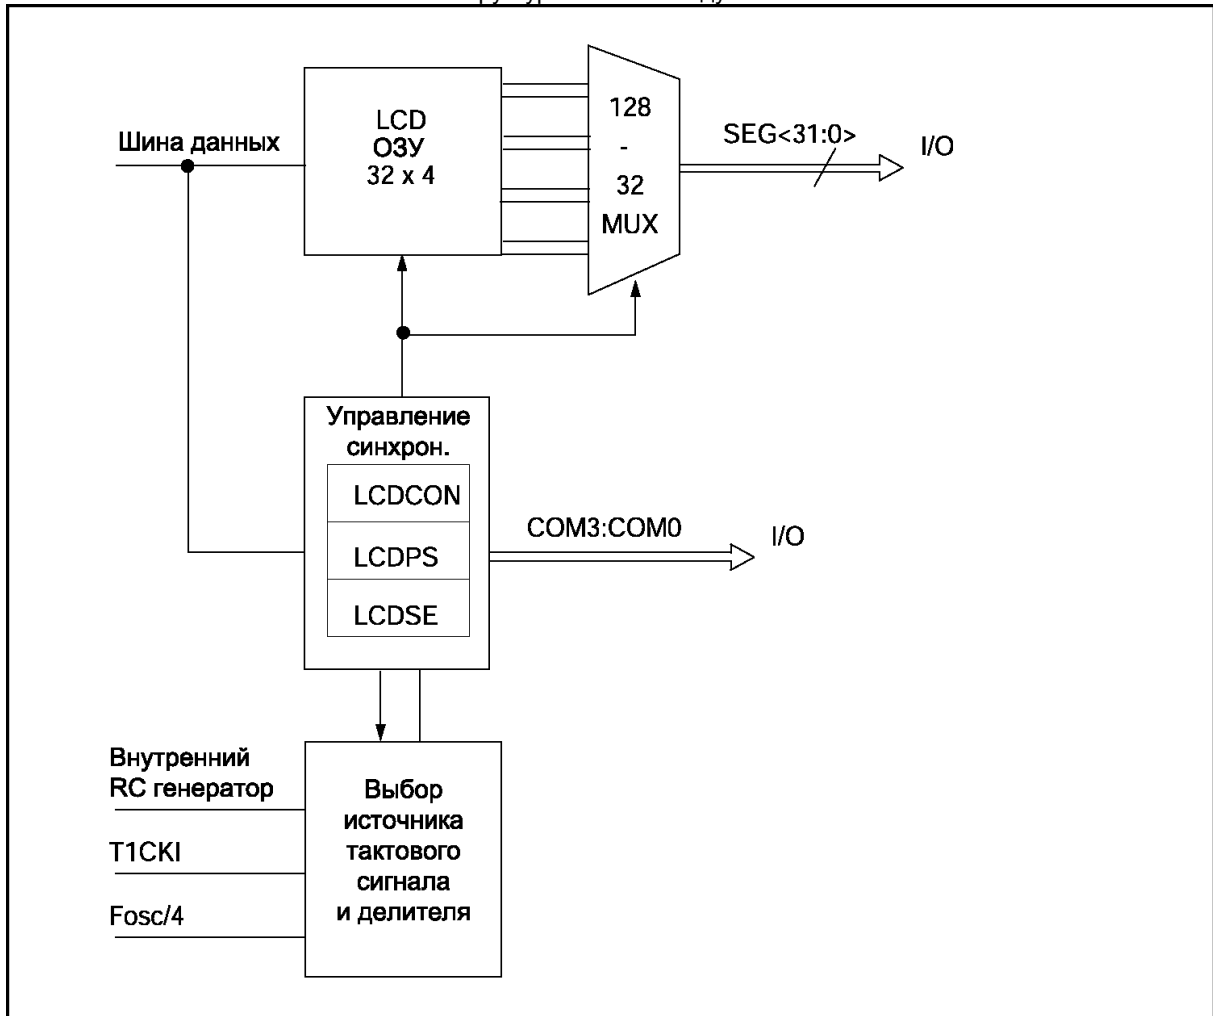 Шина данных
LCD
ОЗУ
32 x 4
128
-
32
MUX
SEG<31:0>
I/O
Управление
синхрон.
LCDCON
LCDPS
LCDSE
COM3:COM0
I/O
Внутренний
RC генератор
T1CKI
Fosc/4
Выбор
источника
тактового
сигнала
и делителя